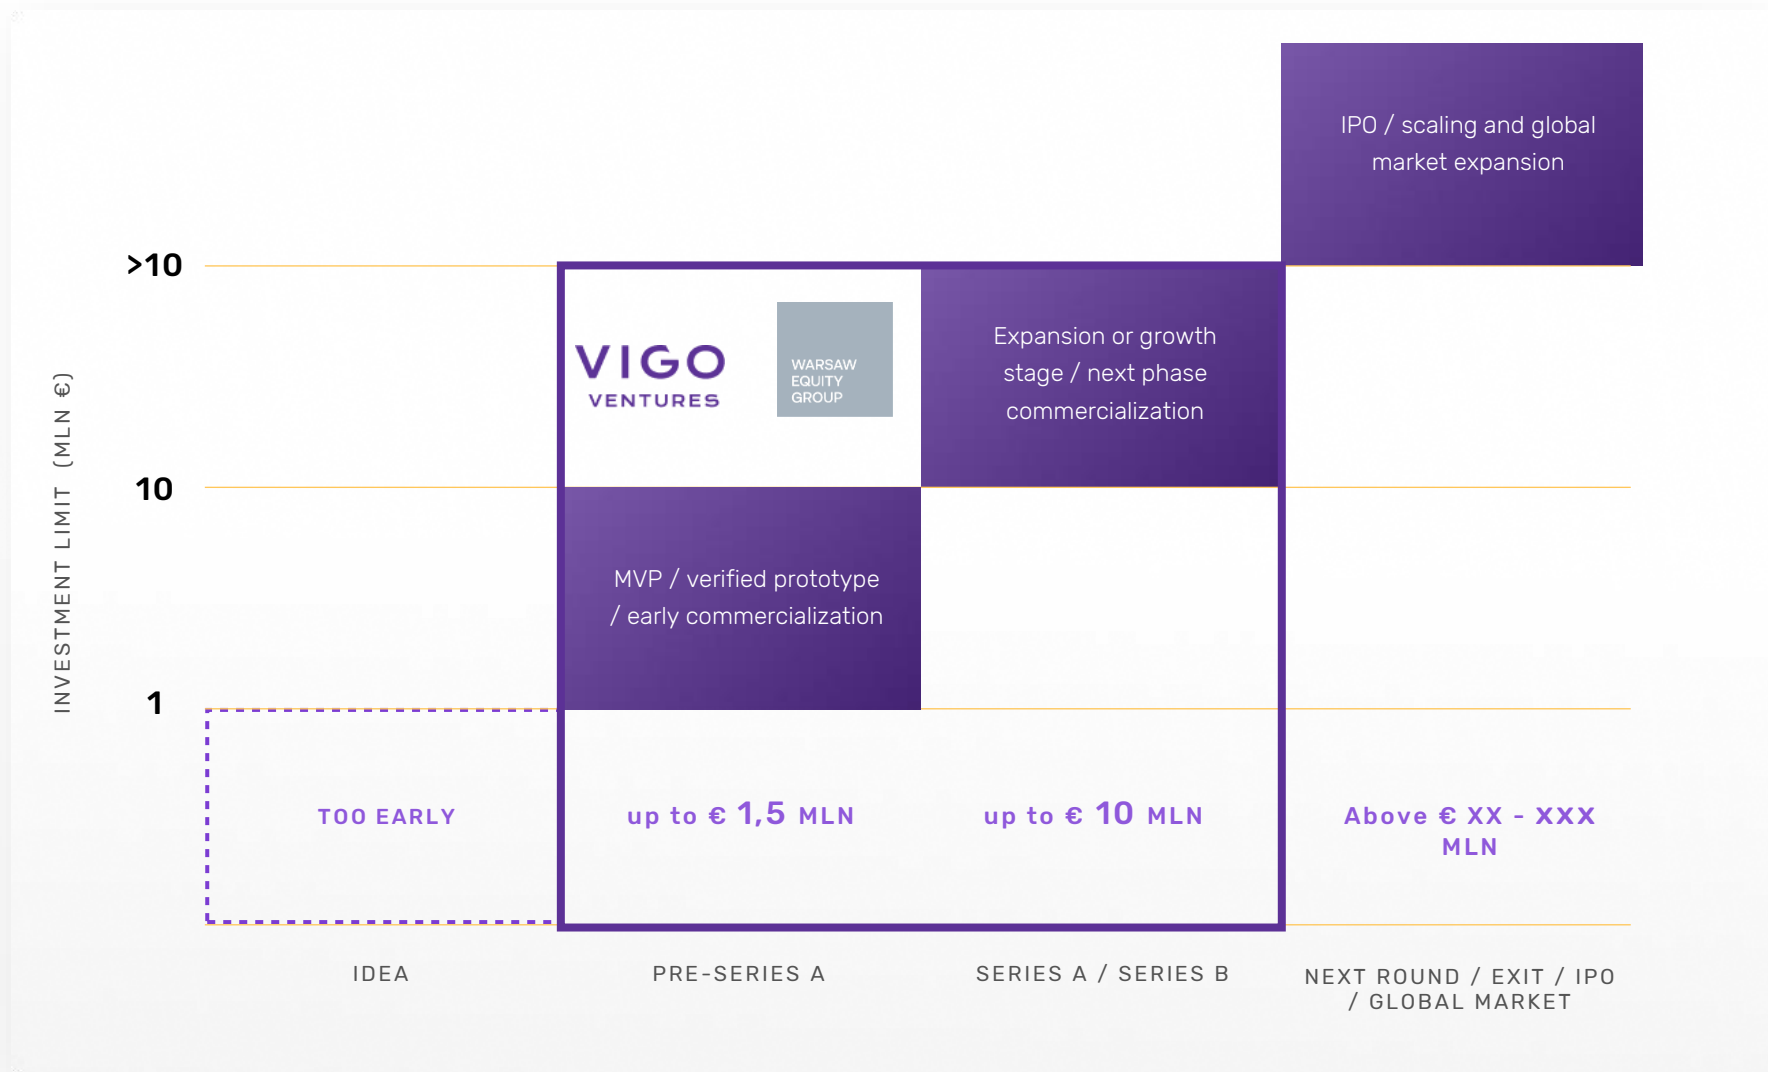 IPO / scaling and global
market expansion
>10
VIGO
VENTURES
WARSAW
EQUITY
GROUP
Expansion or growth
stage / next phase
commercialization
INVESTMENT LIMIT (MLN €)
10
MVP / verified prototype
/ early commercialization
1
TOO EARLY
up to € 1,5 MLN
up to € 10 MLN
Above € XX - XXX
MLN
IDEA
PRE-SERIES A
SERIES A / SERIES B
NEXT ROUND / EXIT / IPO
/ GLOBAL MARKET